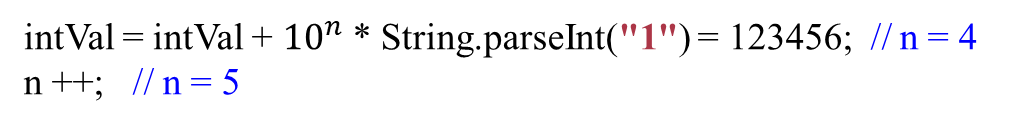 intVal = intVal + 10ⁿ * String.parseInt("1") = 123456; // n = 4
n ++; // n = 5